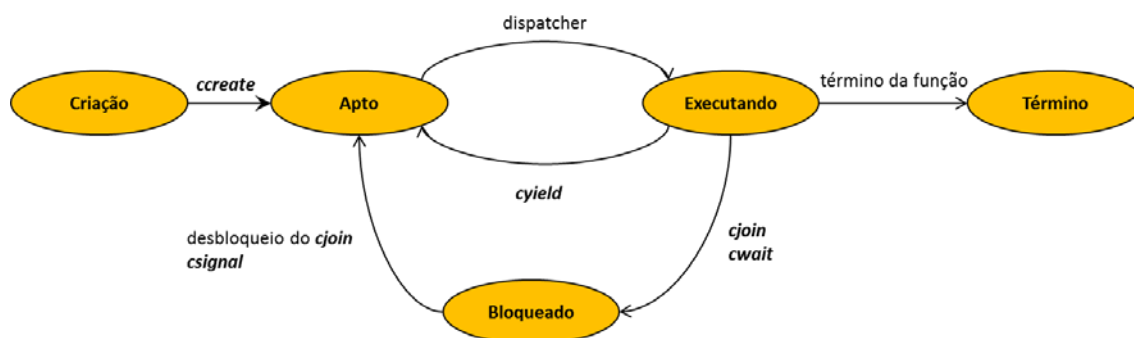 dispatcher
Criação
ccreate
Apto
Executando
término da função
Término
cyield
desbloqueio do cjoin
csignal
cjoin
cwait
Bloqueado